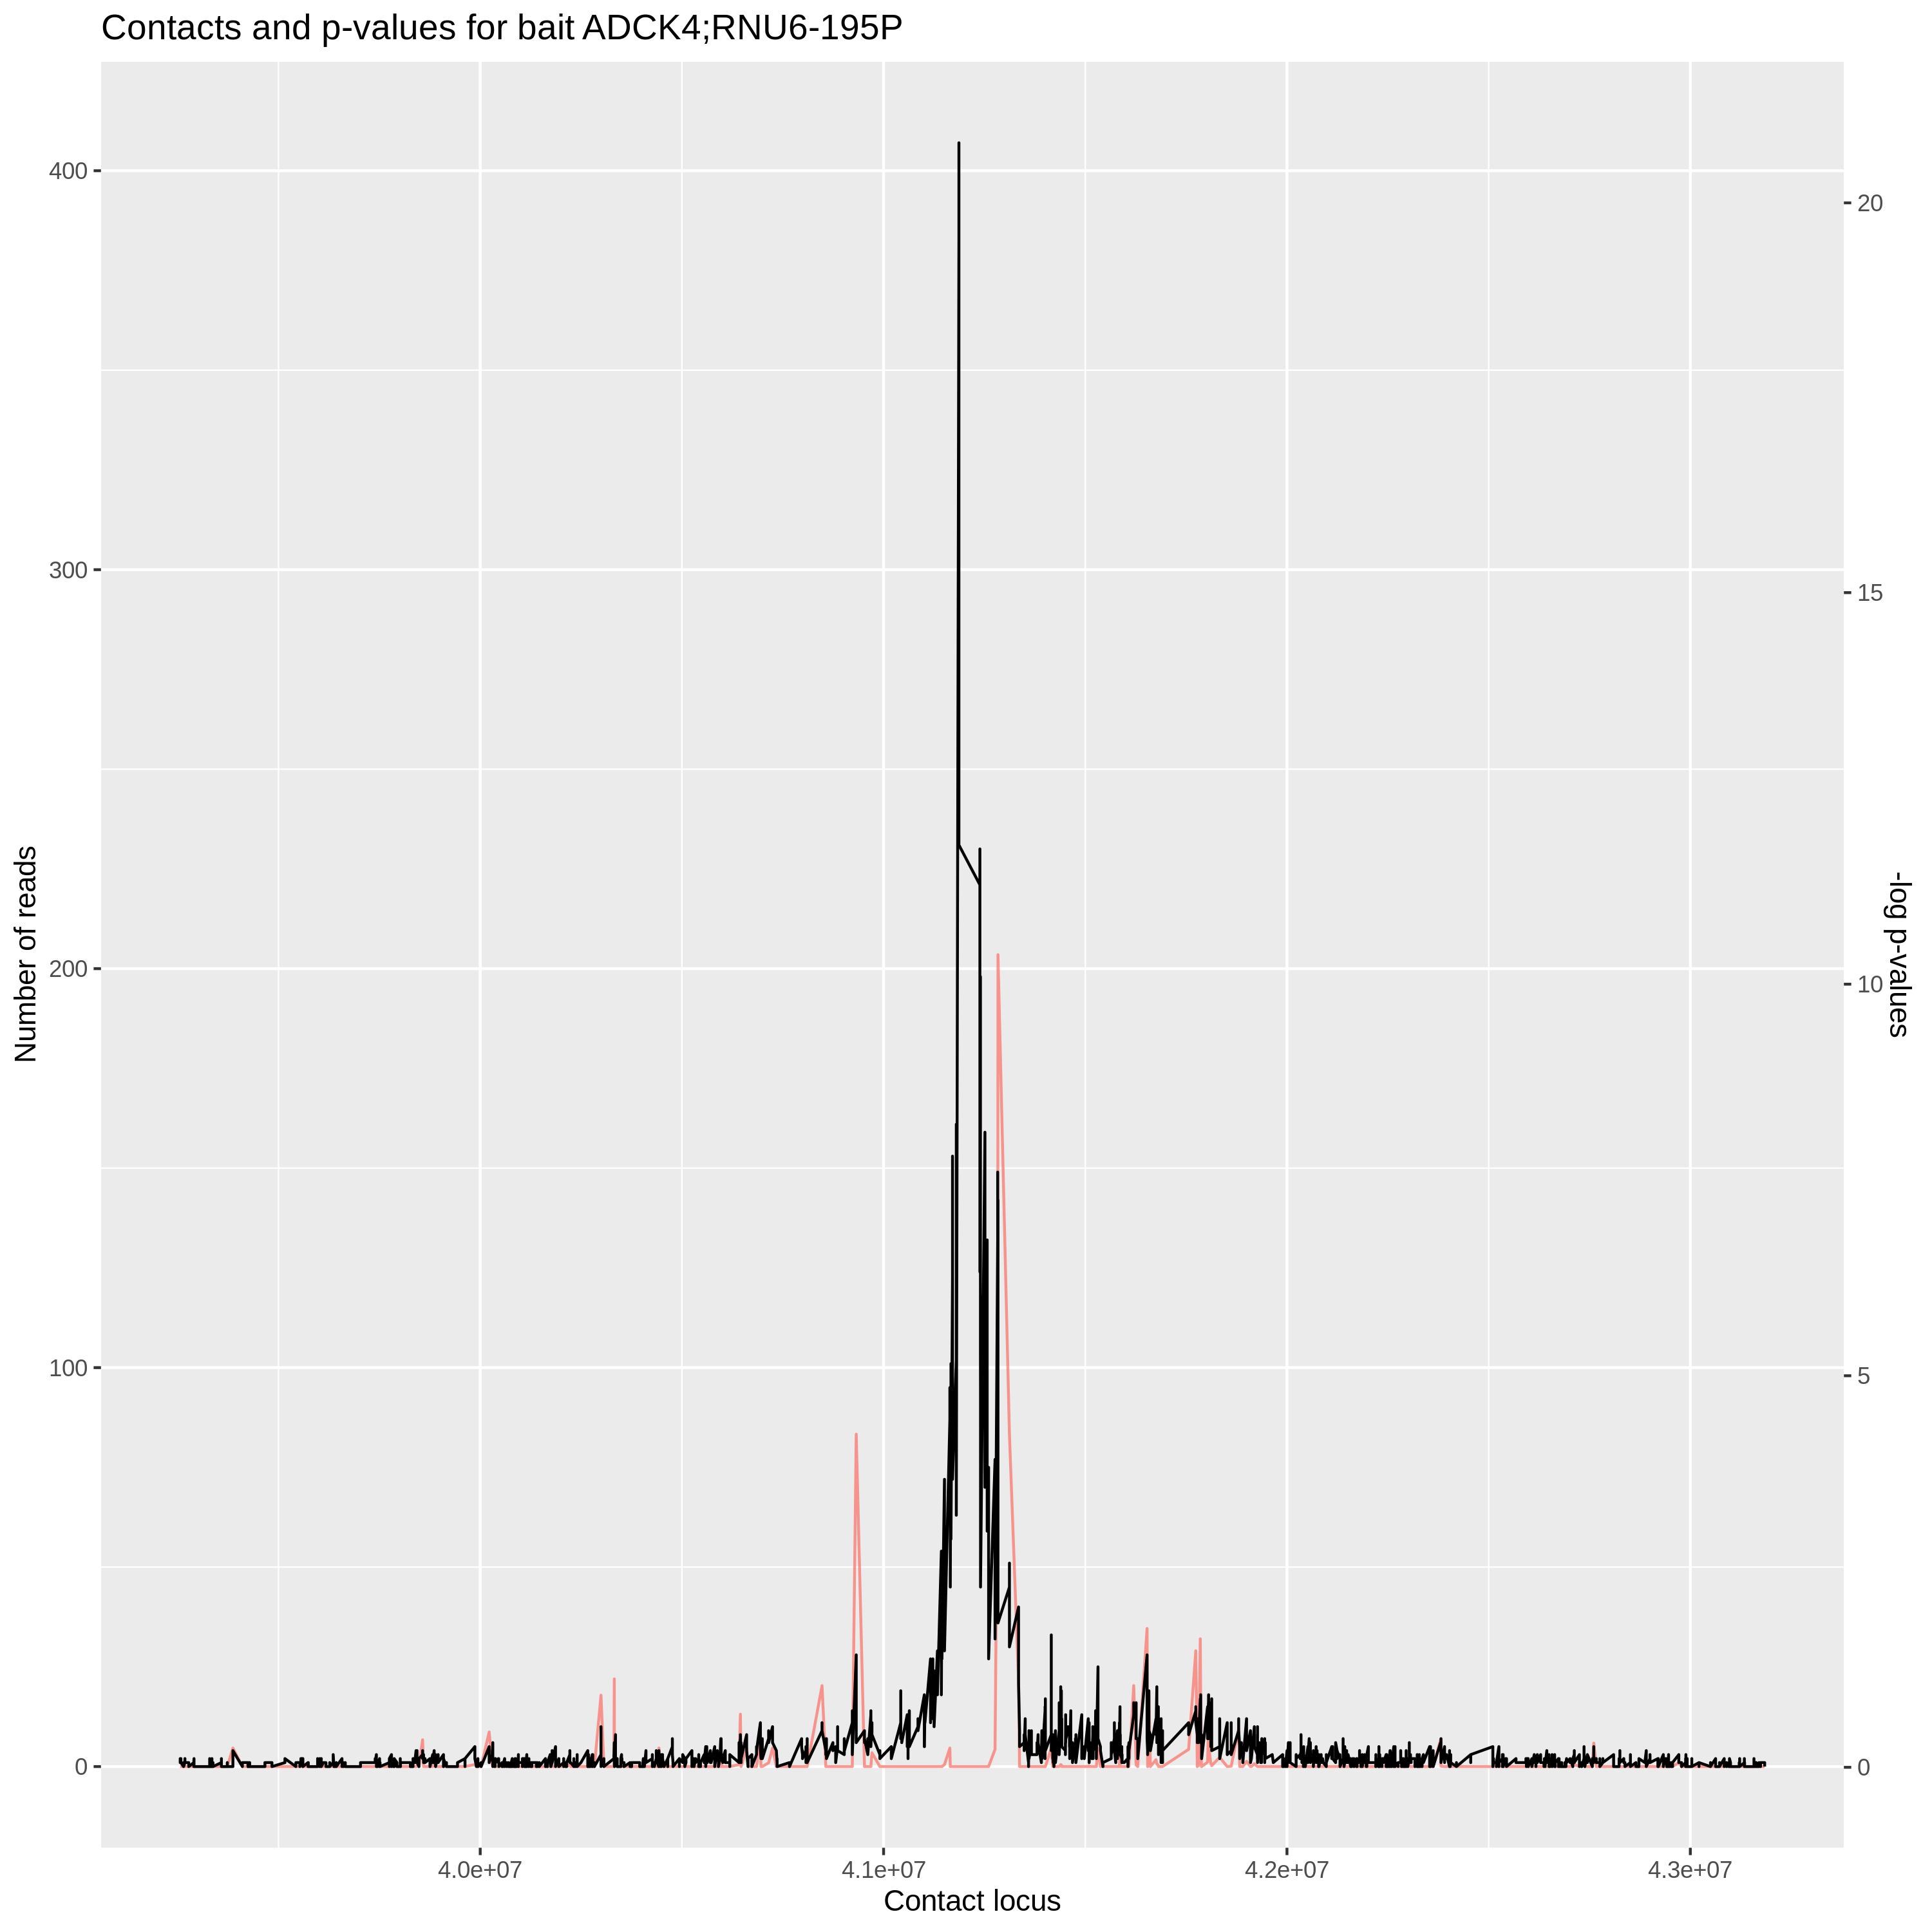 Contacts and p-values for bait ADCK4;RNU6-195P
400
300
200
100
0
Number of reads
20
15
10
5
0
-log p-values
4.0e+07
4.1e+07
4.2e+07
4.3e+07
Contact locus